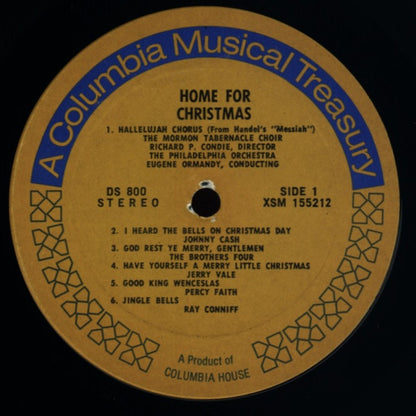 A Columbia Musical Treasury
HOME FOR
CHRISTMAS
1. HALLELUJAH CHORUS (From Handel's "Messiah")
THE MORMON TABERNACLE CHOIR
RICHARD P. CONDIE, DIRECTOR
THE PHILADELPHIA ORCHESTRA
EUGENE ORMANDY, CONDUCTING
DS 800 SIDE 1
STEREO XSM 155212
2. I HEARD THE BELLS ON CHRISTMAS DAY
JOHNNY CASH
3. GOD REST YE MERRY, GENTLEMEN
THE BROTHERS FOUR
4. HAVE YOURSELF A MERRY LITTLE CHRISTMAS
JERRY VALE
5. GOOD KING WENCESLAS
PERCY FAITH
6. JINGLE BELLS
RAY CONNIFF
A Product of
COLUMBIA HOUSE